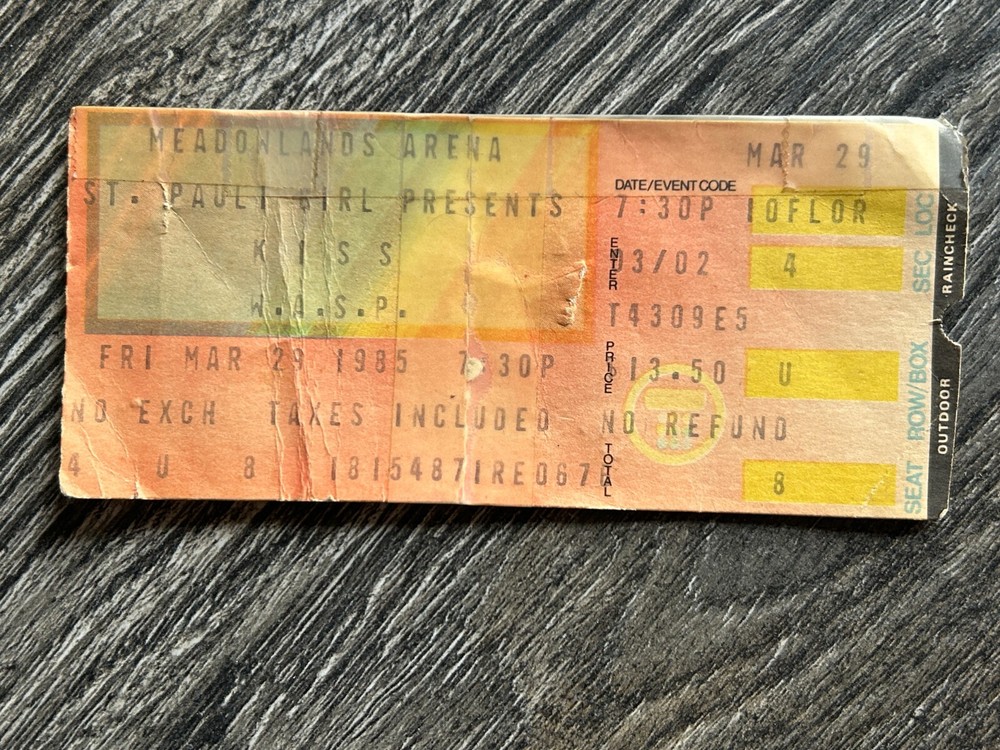 MEADOWLANDS ARENA
ST. PAULI GIRL PRESENTS
K I S S
W.A.S.P.
FRI MAR 29 1985 7:30P
NO EXCH TAXES INCLUDED
4 U 8 18154871RE067
MAR 29
DATE/EVENT CODE
7:30P IOFLOR
ENTER
03/02 4
T4309E5
PRICE
13.50 U
NO REFUND
TOTAL
8
LOC
SEC
ROW/BOX
SEAT
RAINCHECK
OUTDOOR